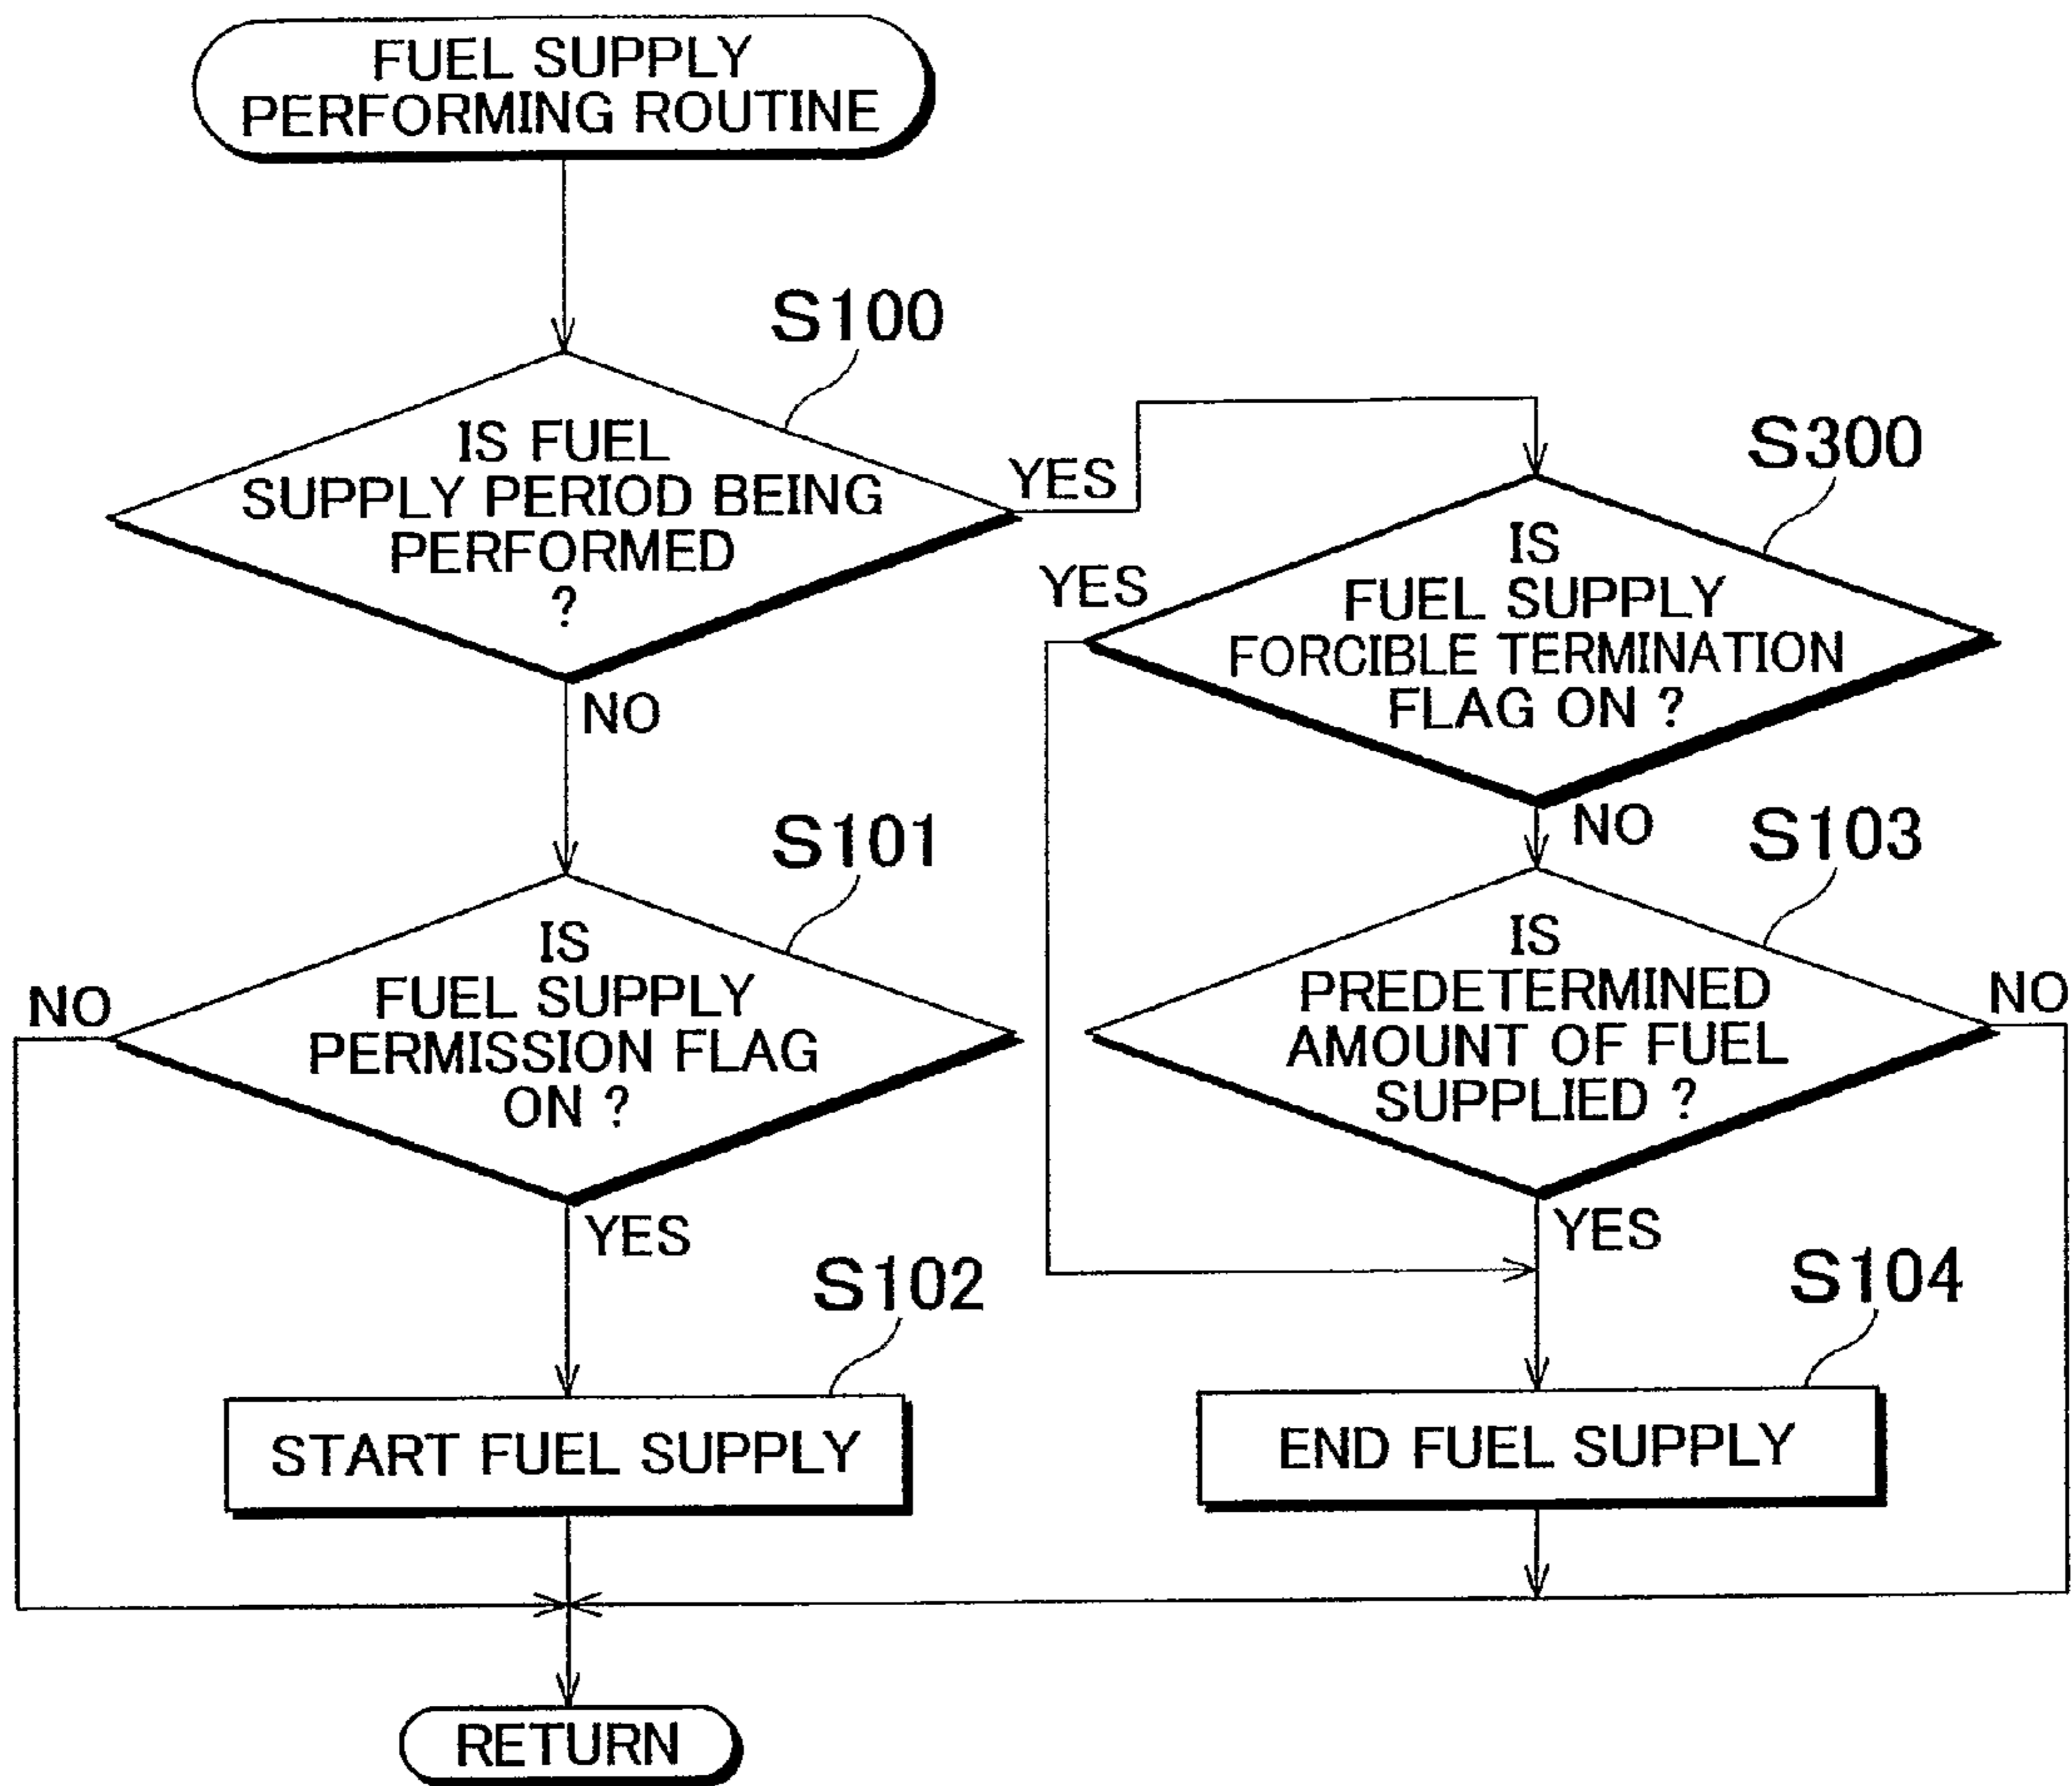 FUEL SUPPLY
PERFORMING ROUTINE
S100
IS FUEL
SUPPLY PERIOD BEING
PERFORMED
?
YES
NO
S300
IS
FUEL SUPPLY
FORCIBLE TERMINATION
FLAG ON ?
YES
NO
S101
IS
FUEL SUPPLY
PERMISSION FLAG
ON ?
NO
YES
S103
IS
PREDETERMINED
AMOUNT OF FUEL
SUPPLIED ?
NO
YES
S102
START FUEL SUPPLY
S104
END FUEL SUPPLY
RETURN